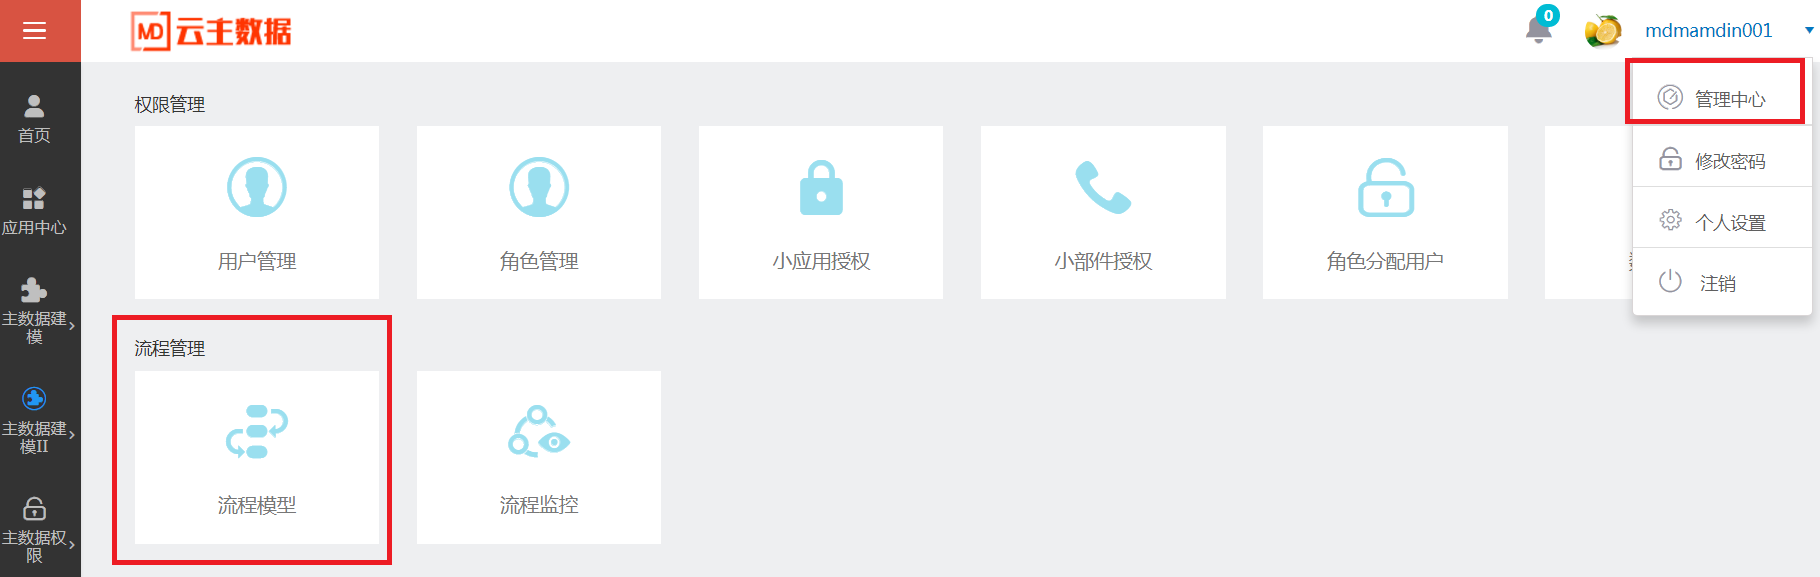 MD 云主数据
0
mdmamdin001
首页
应用中心
主数据建
模
主数据建
模II
主数据权
限
权限管理
用户管理
角色管理
小应用授权
小部件授权
角色分配用户
流程管理
流程模型
流程监控
管理中心
修改密码
个人设置
注销